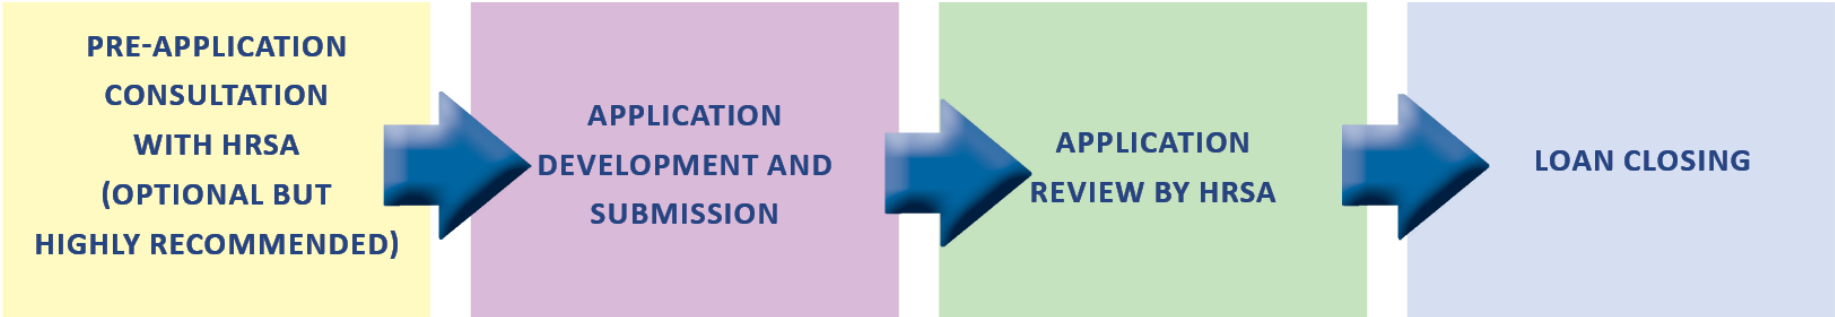 PRE-APPLICATION
CONSULTATION
WITH HRSA
(OPTIONAL BUT
HIGHLY RECOMMENDED)
APPLICATION
DEVELOPMENT AND
SUBMISSION
APPLICATION
REVIEW BY HRSA
LOAN CLOSING